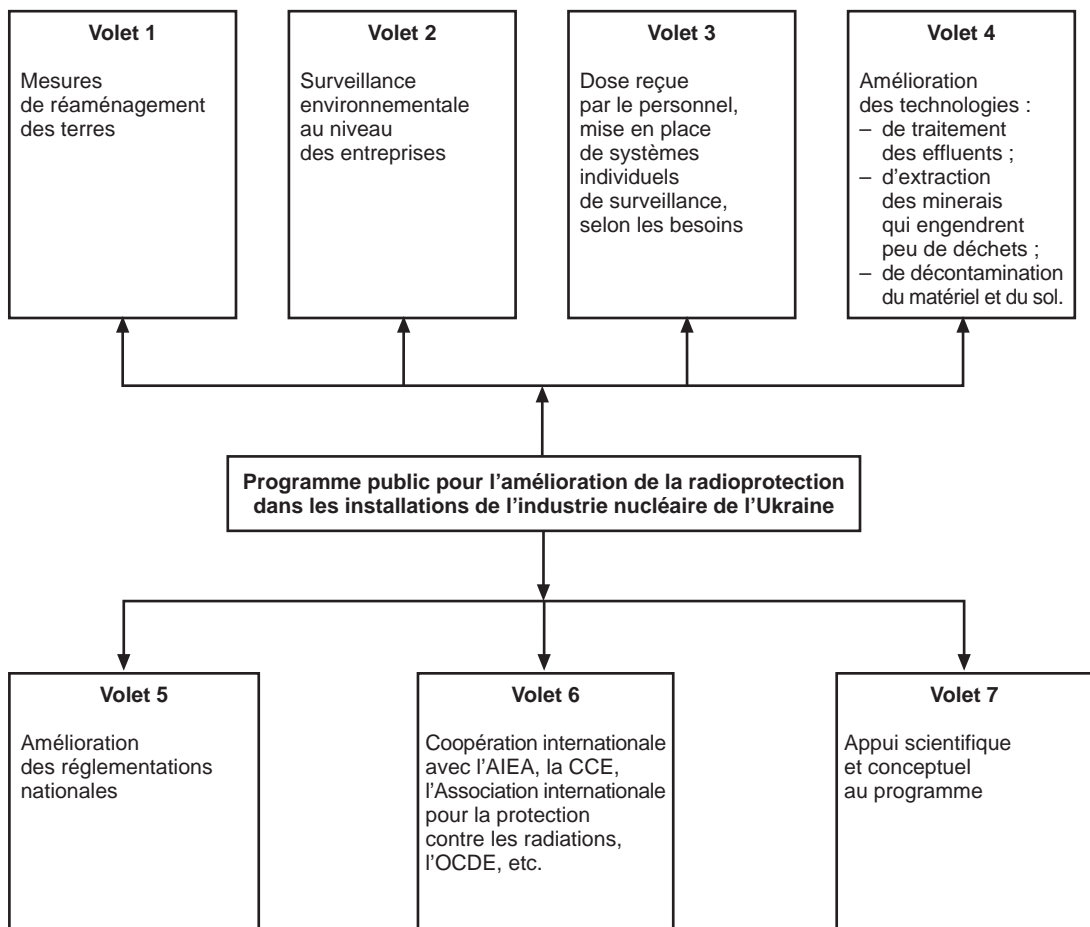 Volet 1
Mesures
de réaménagement
des terres
Volet 2
Surveillance
environnementale
au niveau
des entreprises
Volet 3
Dose reçue
par le personnel,
mise en place
de systèmes
individuels
de surveillance,
selon les besoins
Volet 4
Amélioration
des technologies :
– de traitement
des effluents ;
– d’extraction
des minerais
qui engendrent
peu de déchets ;
– de décontamination
du matériel et du sol.
Programme public pour l’amélioration de la radioprotection
dans les installations de l’industrie nucléaire de l’Ukraine
Volet 5
Amélioration
des réglementations
nationales
Volet 6
Coopération internationale
avec l’AIEA, la CCE,
l’Association internationale
pour la protection
contre les radiations,
l’OCDE, etc.
Volet 7
Appui scientifique
et conceptuel
au programme